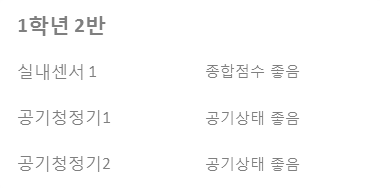 1학년 2반
실내센서 1 종합점수 좋음
공기청정기1 공기상태 좋음
공기청정기2 공기상태 좋음